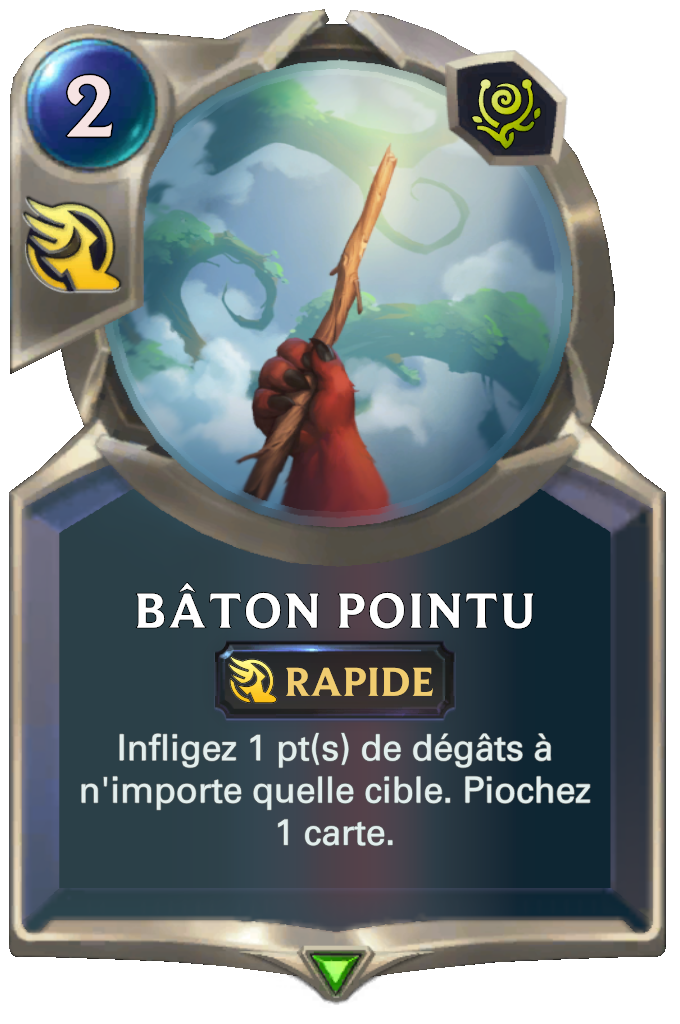 2
BÂTON POINTU
RAPIDE
Infligez 1 pt(s) de dégâts à
n'importe quelle cible. Piochez
1 carte.